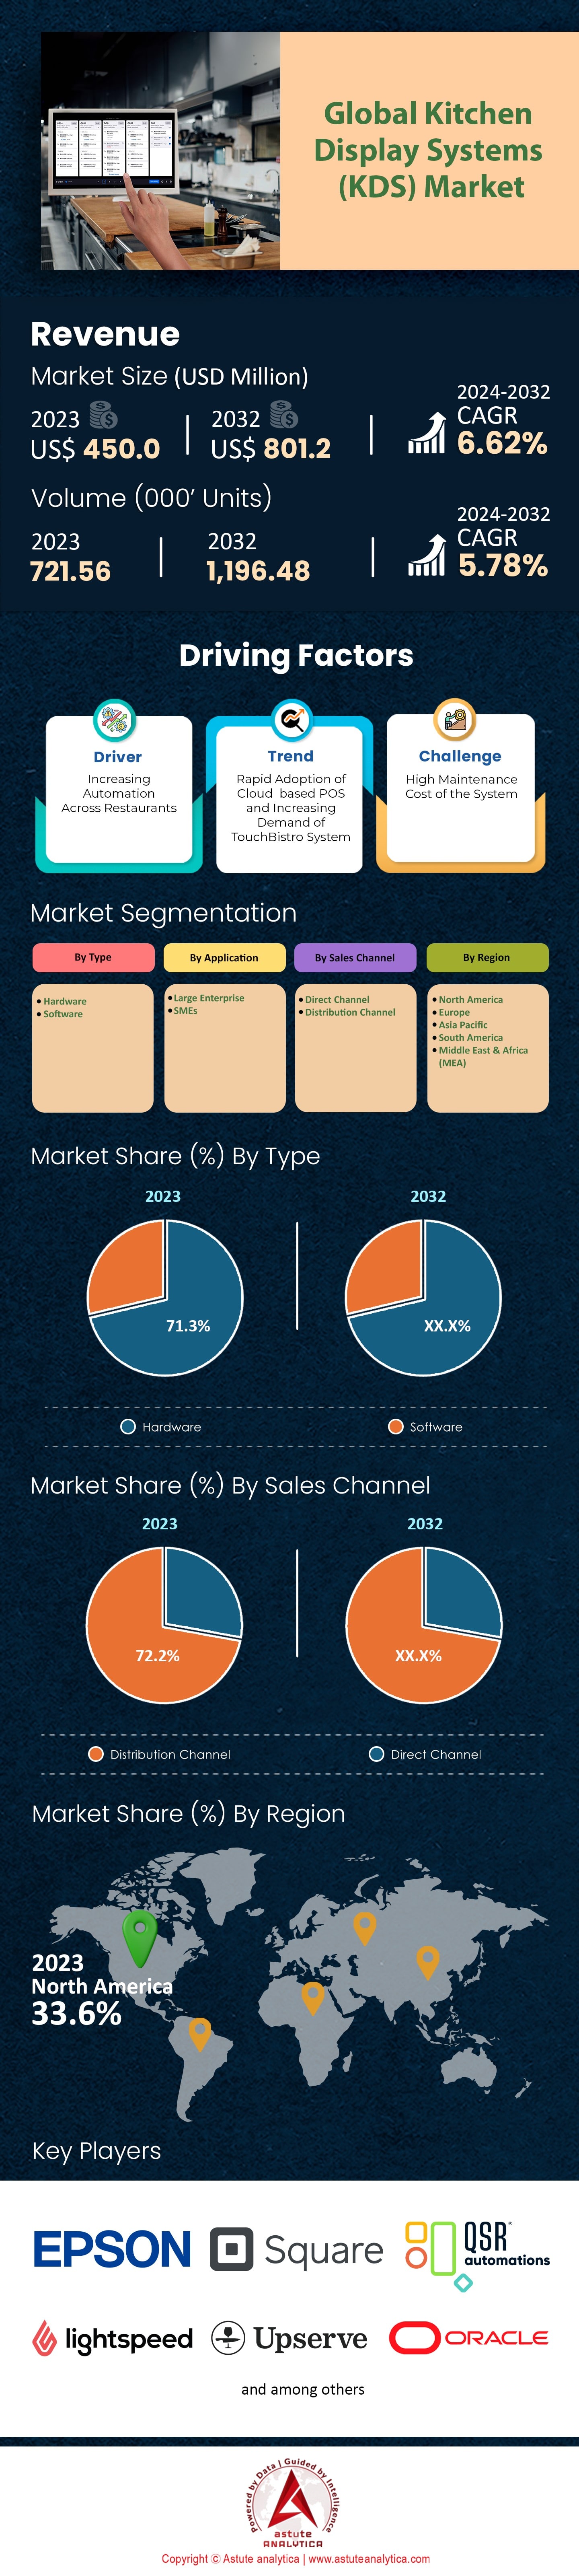 Global Kitchen
Display Systems
(KDS) Market
Revenue
Market Size (USD Million)
2023
US$ 450.0
2032
US$ 801.2
2024-2032
CAGR
6.62%
Volume (000’ Units)
2023
721.56
2032
1,196.48
2024-2032
CAGR
5.78%
Driving Factors
Driver
Increasing
Automation
Across Restaurants
Trend
Rapid Adoption of
Cloud based POS
and Increasing
Demand of
TouchBistro System
Challenge
High Maintenance
Cost of the System
Market Segmentation
By Type
• Hardware
• Software
By Application
• Large Enterprise
• SMEs
By Sales Channel
• Direct Channel
• Distribution Channel
By Region
• North America
• Europe
• Asia Pacific
• South America
• Middle East & Africa
(MEA)
Market Share (%) By Type
2023
71.3%
2032
XX.X%
Hardware
Software
Market Share (%) By Sales Channel
2023
72.2%
2032
XX.X%
Distribution Channel
Direct Channel
Market Share (%) By Region
2023
North America
33.6%
Key Players
EPSON
Square
QSR®
automations
lightspeed
Upserve
ORACLE
and among others
Powered by Data | Guided by Intelligence
astute
ANALYTICA
Copyright © Astute analytica | www.astuteanalytica.com